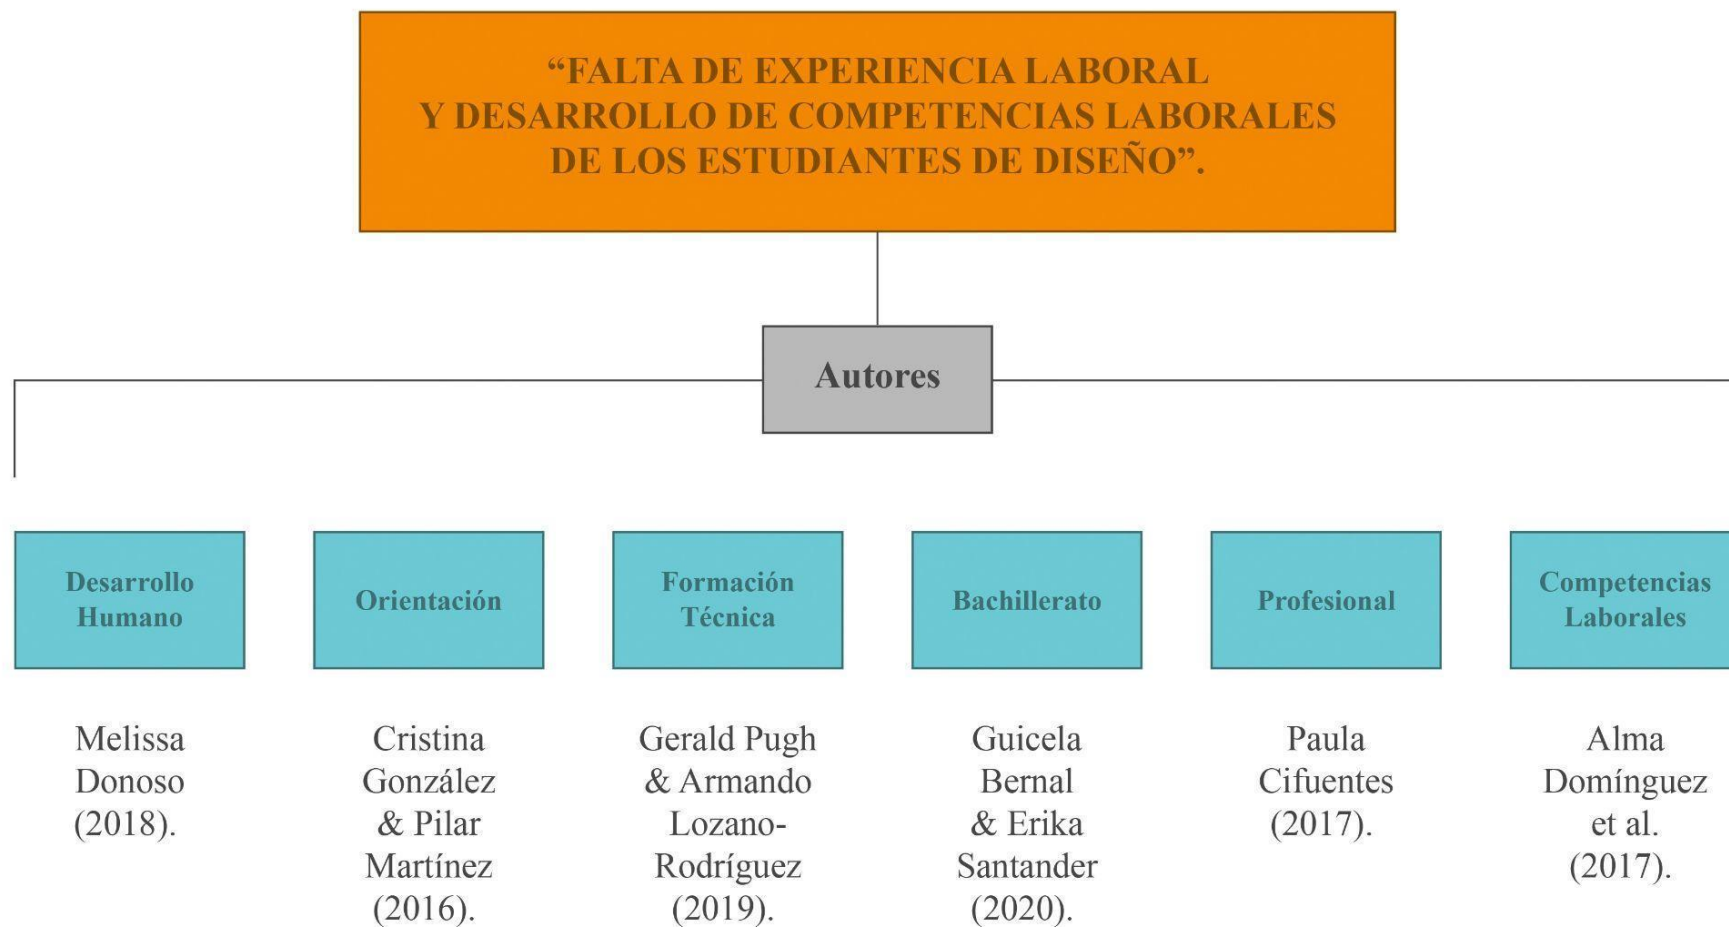 “FALTA DE EXPERIENCIA LABORAL
Y DESARROLLO DE COMPETENCIAS LABORALES
DE LOS ESTUDIANTES DE DISEÑO”.
Autores
Desarrollo
Humano
Orientación
Formación
Técnica
Bachillerato
Profesional
Competencias
Laborales
Melissa
Donoso
(2018).
Cristina
González
& Pilar
Martínez
(2016).
Gerald Pugh
& Armando
Lozano-
Rodríguez
(2019).
Guicela
Bernal
& Erika
Santander
(2020).
Paula
Cifuentes
(2017).
Alma
Domínguez
et al.
(2017).